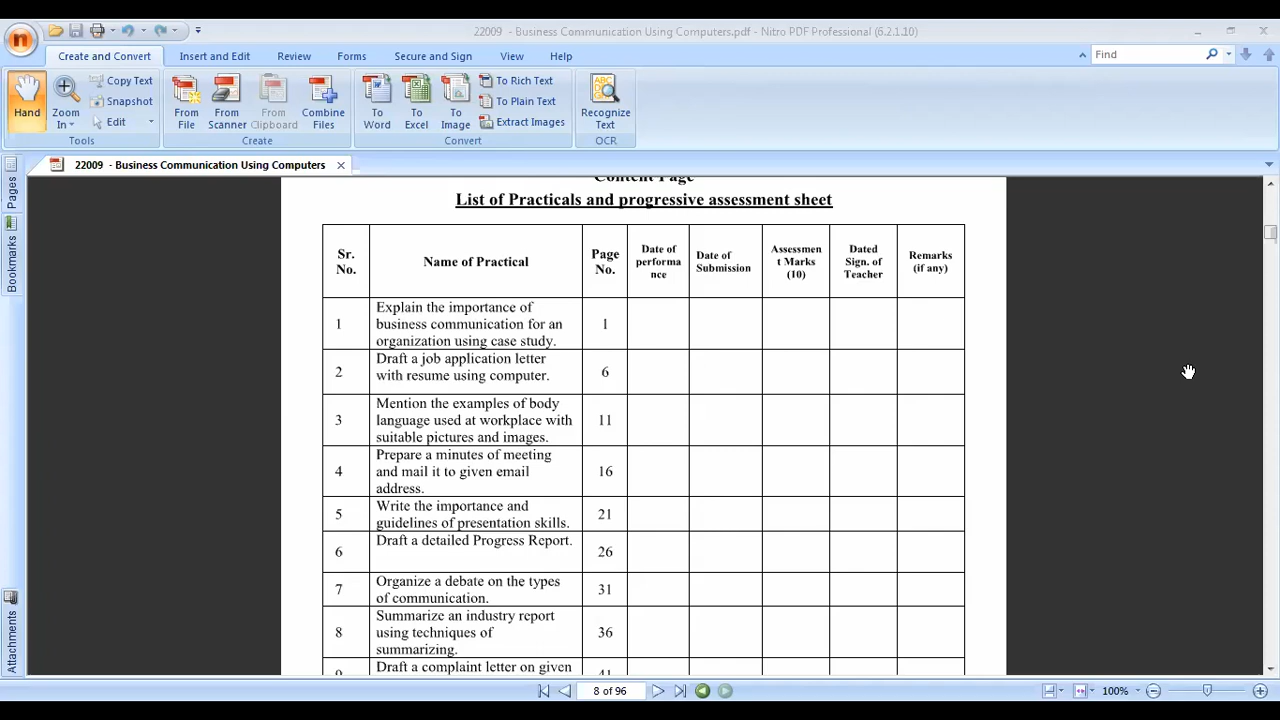 22009 - Business Communication Using Computers.pdf - Nitro PDF Professional (6.2.1.10)
Create and Convert
Insert and Edit
Review
Forms
Secure and Sign
View
Help
Find
Hand
Zoom In
Copy Text
Snapshot
Edit
Tools
From File
From Scanner
From Clipboard
Combine Files
Create
To Word
To Excel
To Image
To Rich Text
To Plain Text
Extract Images
Convert
Recognize Text
OCR
22009 - Business Communication Using Computers
Pages
Bookmarks
Attachments
Content Page
List of Practicals and progressive assessment sheet
Sr. No.
Name of Practical
Page No.
Date of performa nce
Date of Submission
Assessmen t Marks (10)
Dated Sign. of Teacher
Remarks (if any)
1
Explain the importance of
business communication for an
organization using case study.
1
2
Draft a job application letter
with resume using computer.
6
3
Mention the examples of body
language used at workplace with
suitable pictures and images.
11
4
Prepare a minutes of meeting
and mail it to given email
address.
16
5
Write the importance and
guidelines of presentation skills.
21
6
Draft a detailed Progress Report.
26
7
Organize a debate on the types
of communication.
31
8
Summarize an industry report
using techniques of
summarizing.
36
9
Draft a complaint letter on given
41
8 of 96
100%